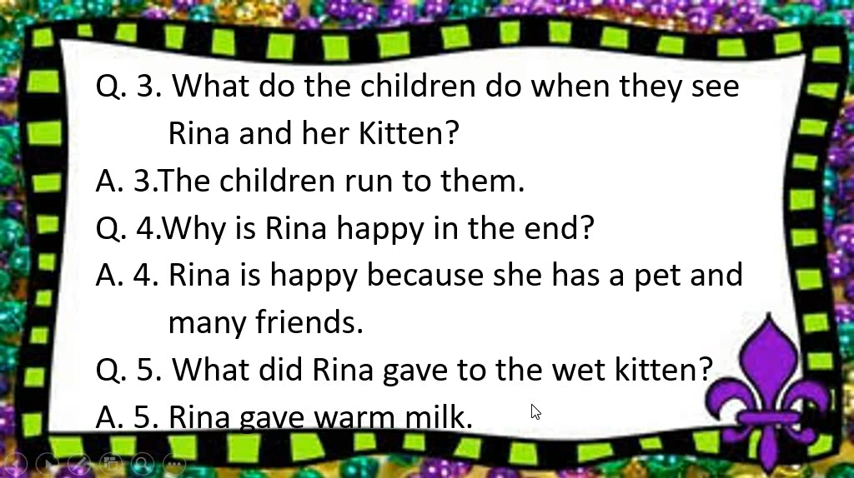 Q. 3. What do the children do when they see
Rina and her Kitten?
A. 3.The children run to them.
Q. 4.Why is Rina happy in the end?
A. 4. Rina is happy because she has a pet and
many friends.
Q. 5. What did Rina gave to the wet kitten?
A. 5. Rina gave warm milk.